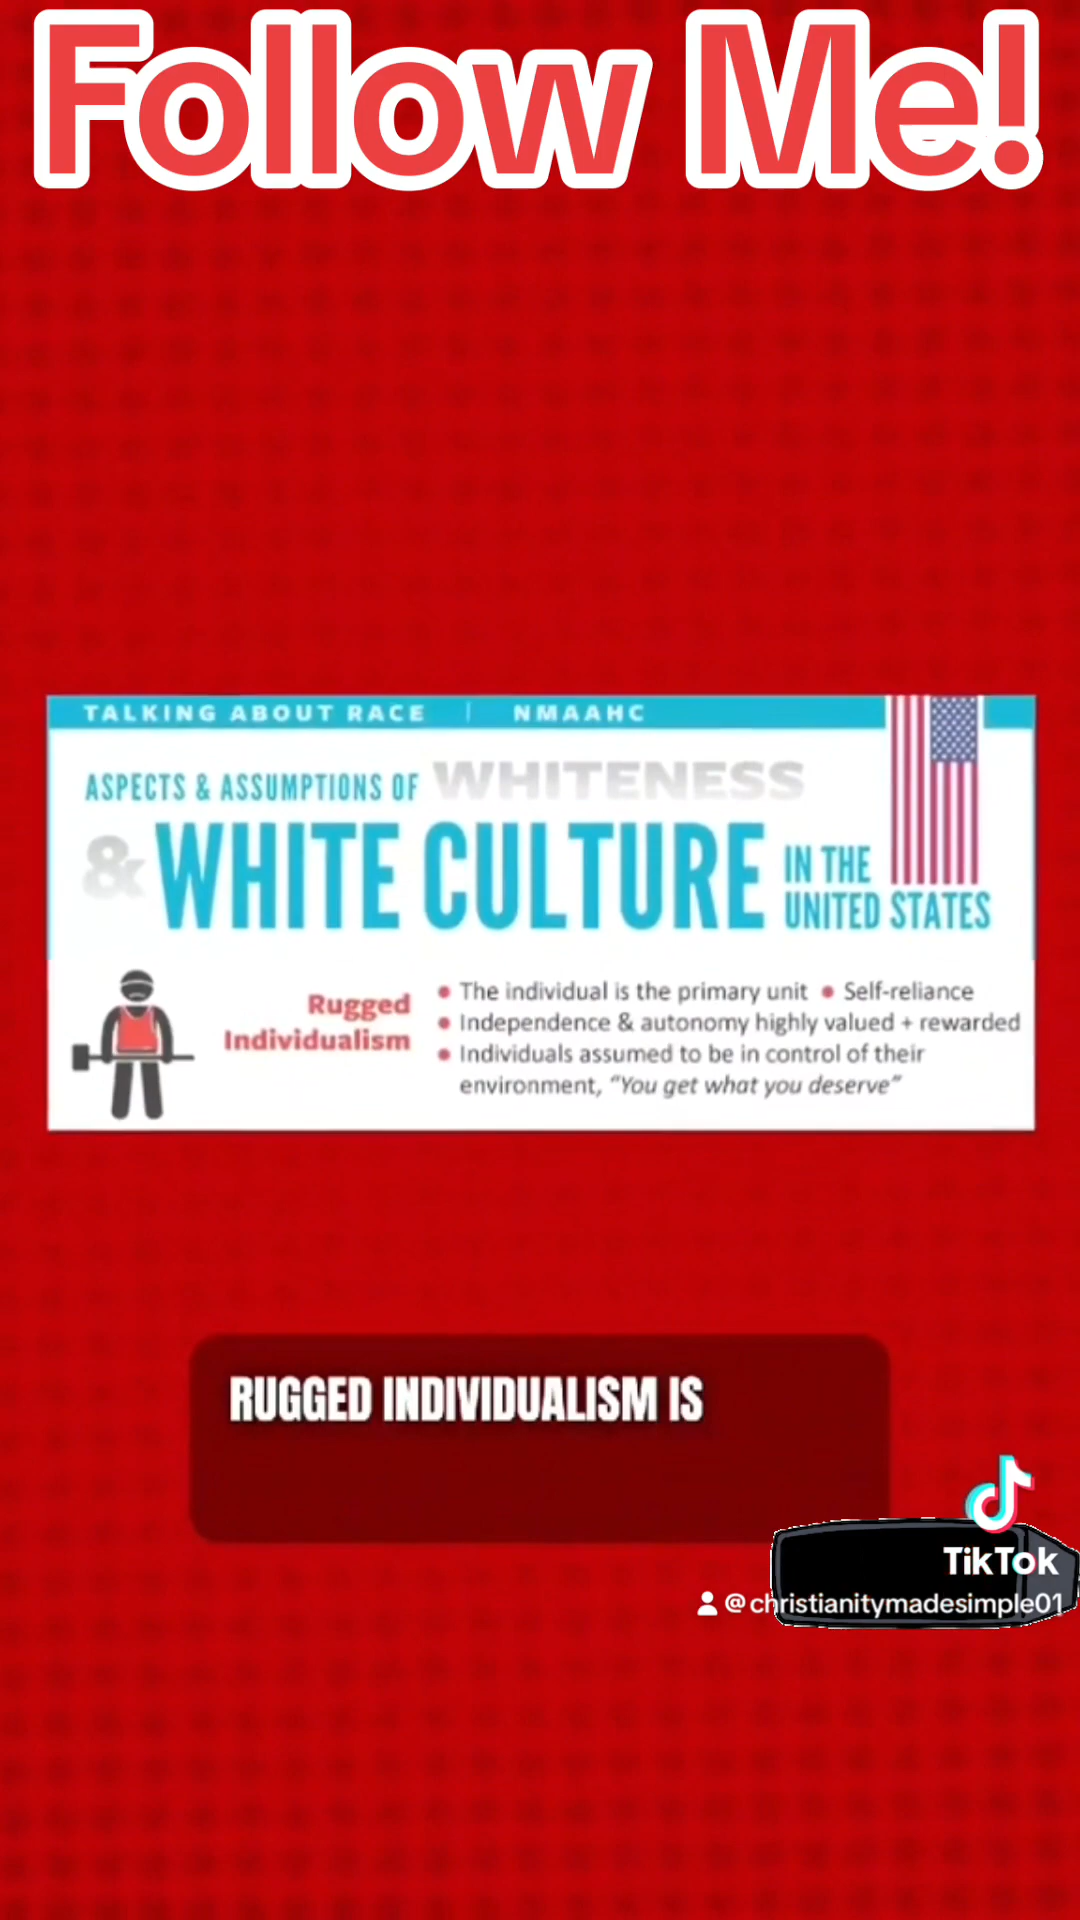 Follow Me!
TALKING ABOUT RACE | NMAAHC
ASPECTS & ASSUMPTIONS OF WHITENESS
& WHITE CULTURE IN THE
UNITED STATES
Rugged
Individualism
• The individual is the primary unit • Self-reliance
• Independence & autonomy highly valued + rewarded
• Individuals assumed to be in control of their
environment, "You get what you deserve"
RUGGED INDIVIDUALISM IS
TikTok
@christianitymadesimple01